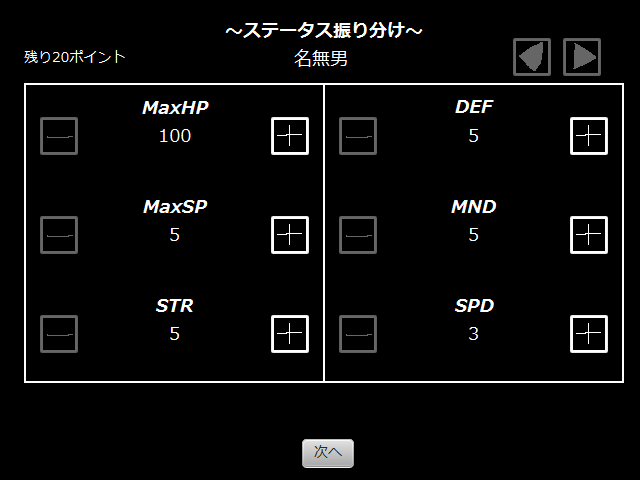 ～ステータス振り分け～
残り20ポイント
名無男
MaxHP
100
DEF
5
MaxSP
5
MND
5
STR
5
SPD
3
次へ